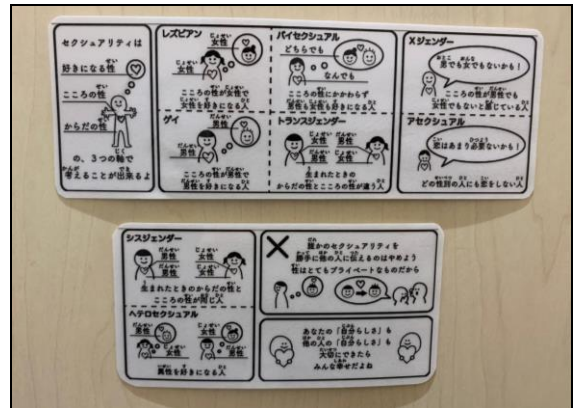 セクシュアリティは
好きになる性
こころの性
からだの性
の、3つの軸で
考えることが出来るよ
レズビアン
女性
女性
こころの性が女性で
女性を好きになる人
ゲイ
男性
男性
こころの性が男性で
男性を好きになる人
バイセクシュアル
どちらでも
なんでも
こころの性にかかわらず
男性も女性も好きになる人
トランスジェンダー
女性 男性
男性 女性
生まれたときの
からだの性とこころの性が違う人
Xジェンダー
男でも女でもないかも!
こころの性が男性でも
女性でもないと感じている人
アセクシュアル
恋はあまり必要ないかも!
どの性別の人にも恋をしない人
シスジェンダー
男性 女性
男性 女性
生まれたときのからだの性と
こころの性が同じ人
ヘテロセクシュアル
男性 女性
女性 男性
異性を好きになる人
誰かのセクシュアリティを
勝手に他の人に伝えるのはやめよう
性はとてもプライベートなものだから
あなたの「自分らしさ」も
他の人の「自分らしさ」も
大切にできたら
みんな幸せだよね